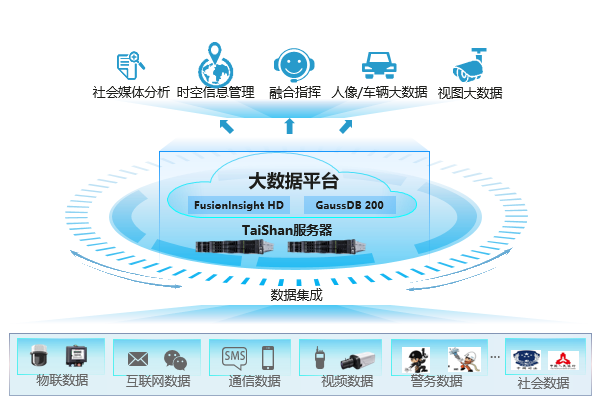 社会媒体分析 时空信息管理 融合指挥 人像/车辆大数据 视图大数据
大数据平台
FusionInsight HD GaussDB 200
TaiShan服务器
数据集成
SMS
物联数据 互联网数据 通信数据 视频数据 警务数据 ... 社会数据